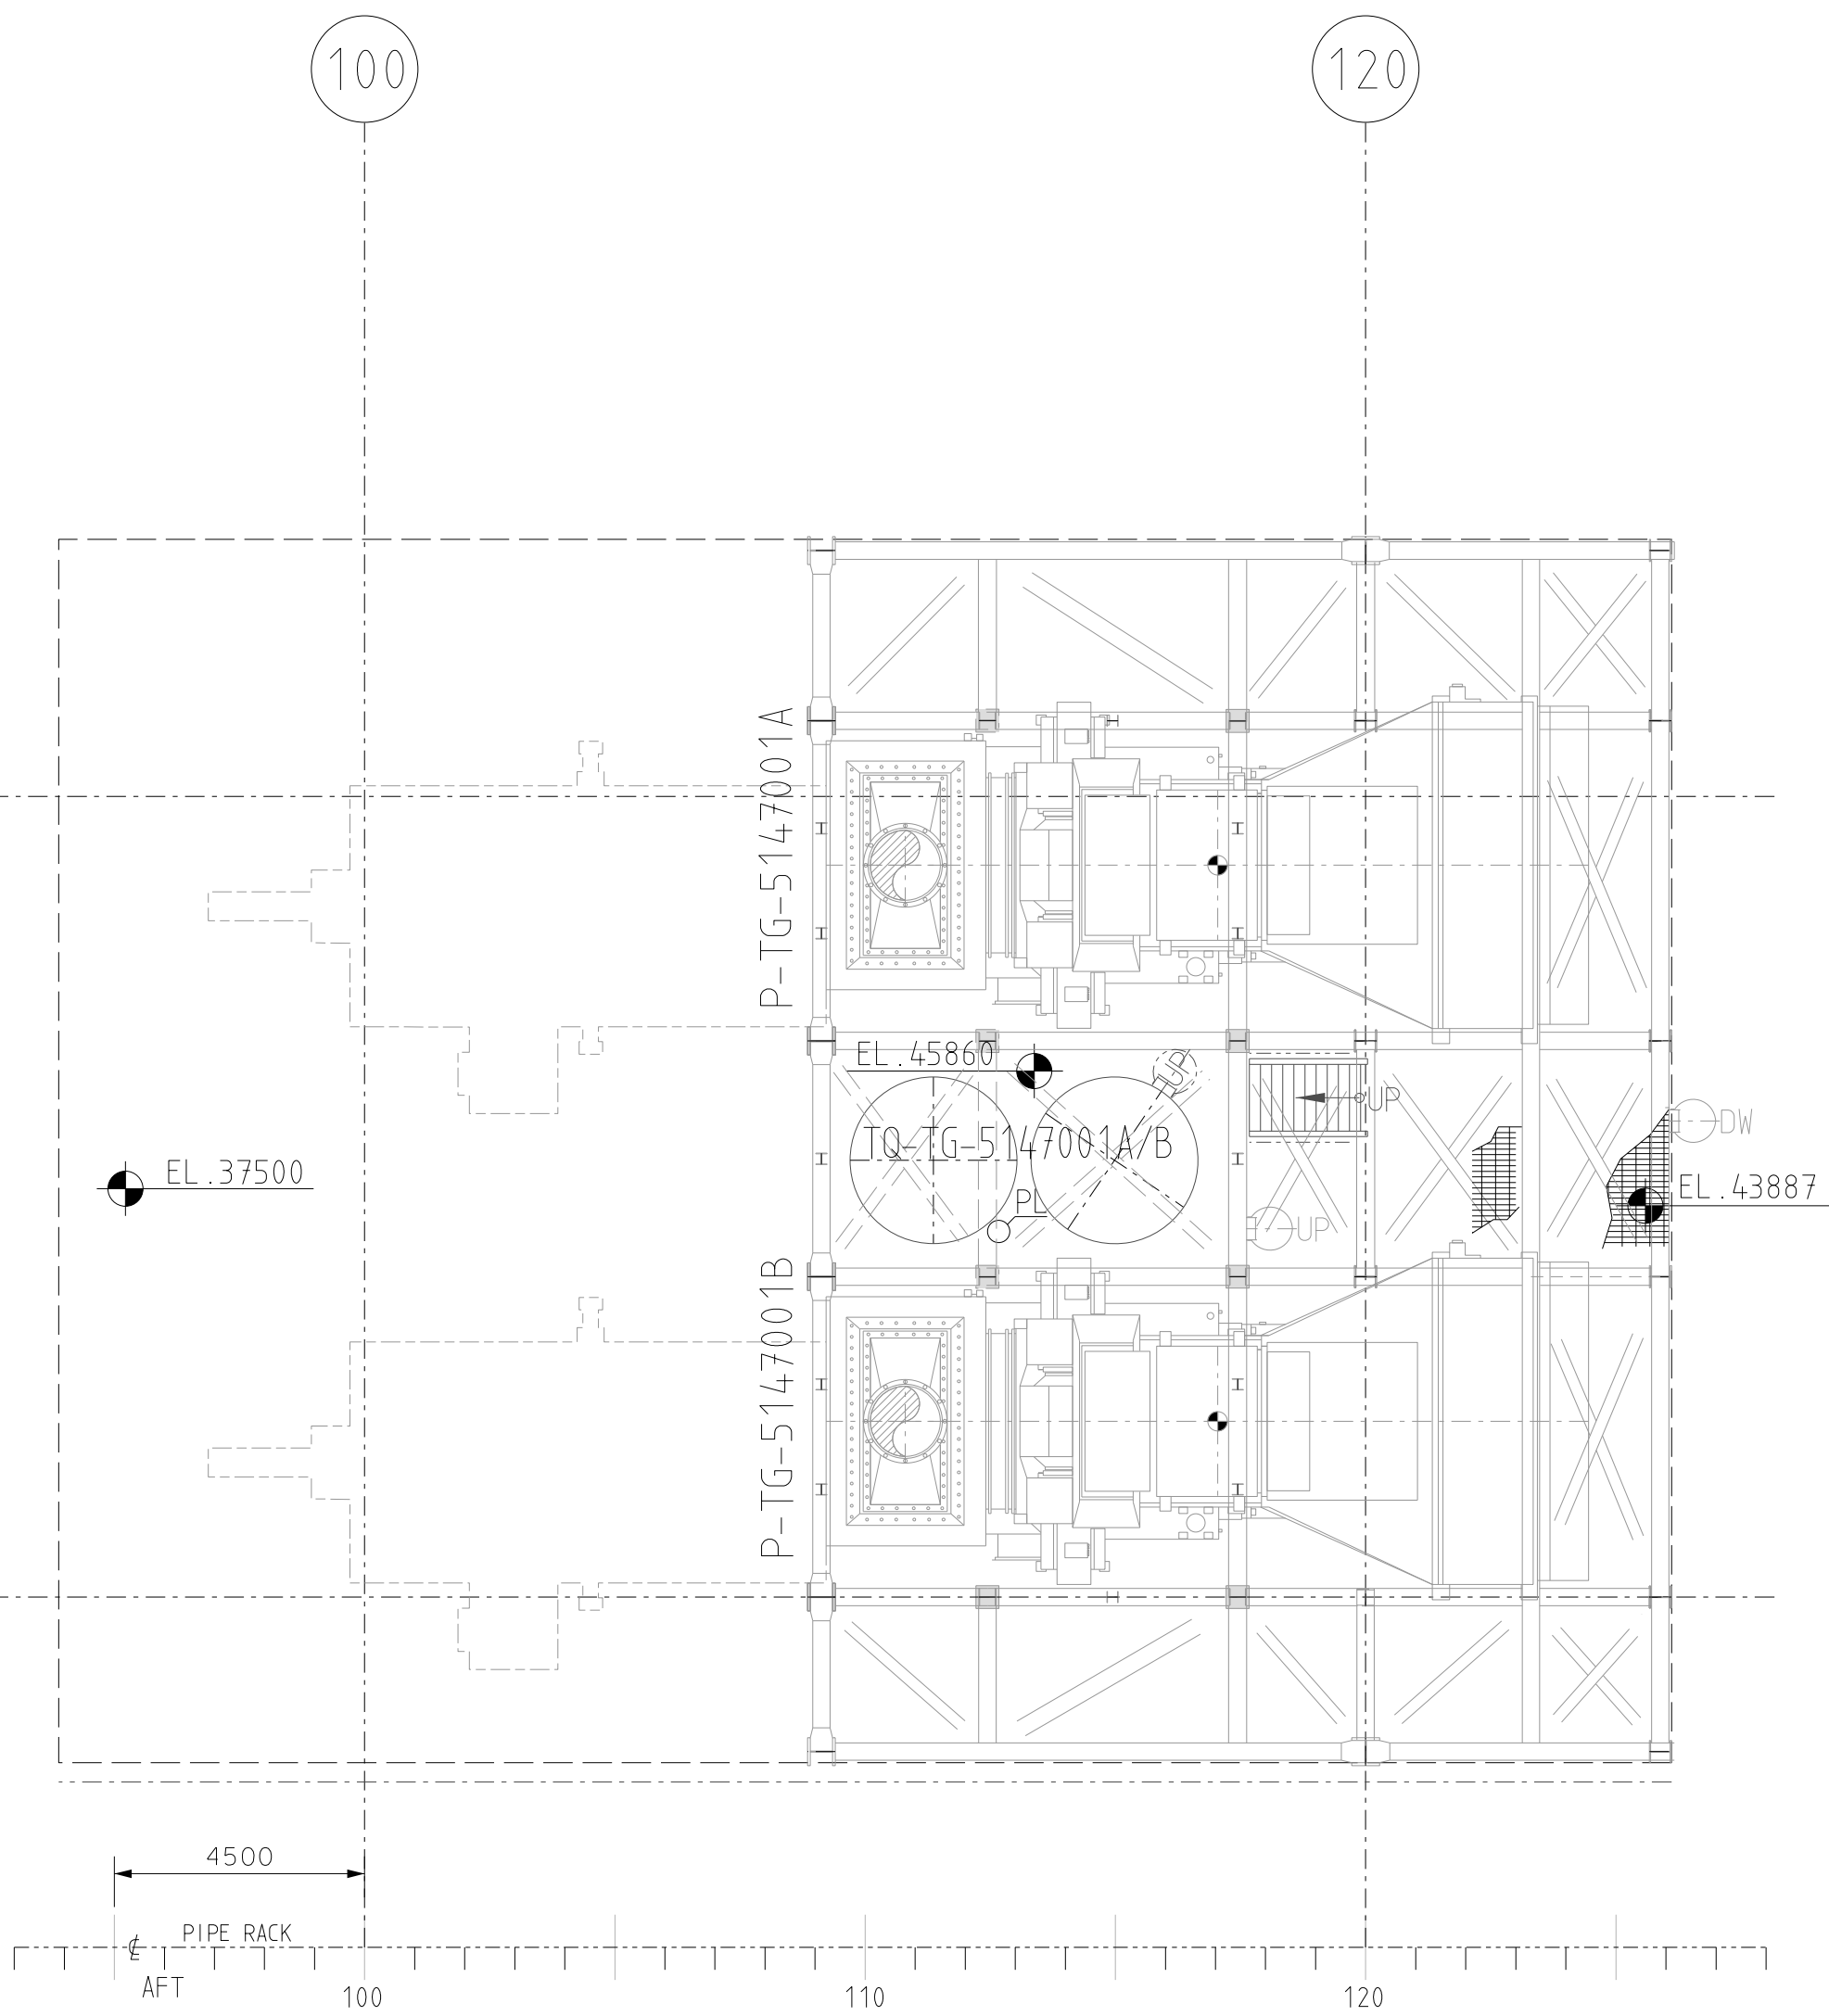 100
120
P-TG-517001A
EL.45860
UP
UP
TQ-TG-5147001A/B
DW
EL.37500
PL
EL.43887
UP
P-TG-5147001B
4500
PIPE RACK
℄
AFT
100
110
120